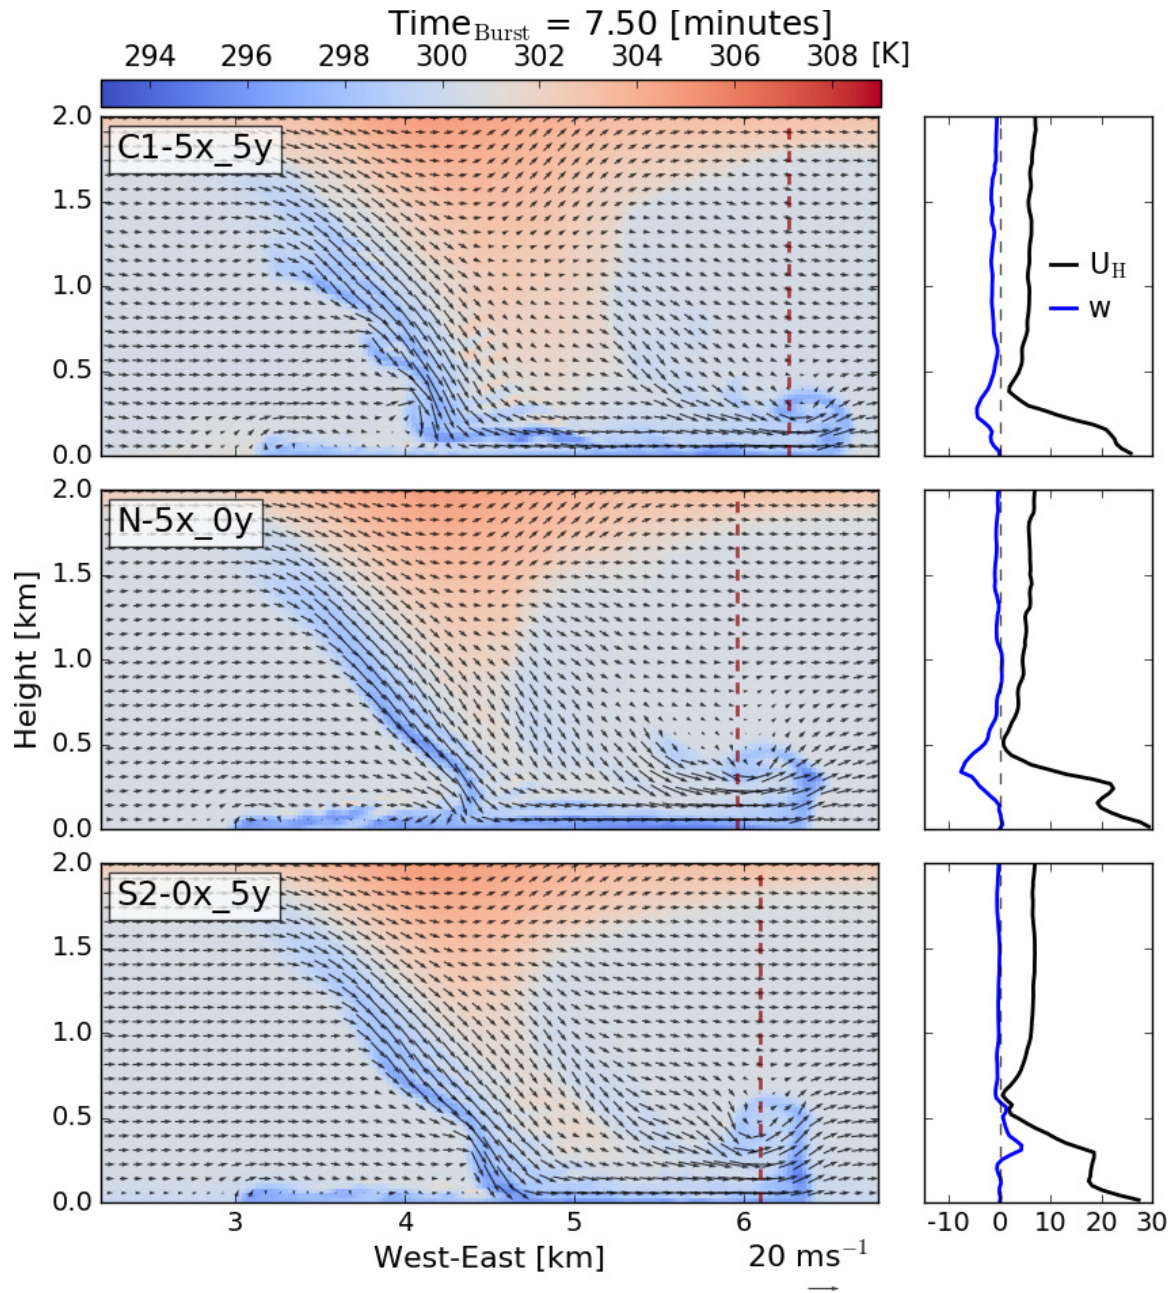 Time_Burst = 7.50 [minutes]
294 296 298 300 302 304 306 308 [K]
2.0
C1-5x_5y
1.5
1.0
0.5
0.0
U_H
w
2.0
N-5x_0y
1.5
1.0
0.5
0.0
Height [km]
2.0
S2-0x_5y
1.5
1.0
0.5
0.0
3 4 5 6
-10 0 10 20 30
West-East [km]
20 ms⁻¹